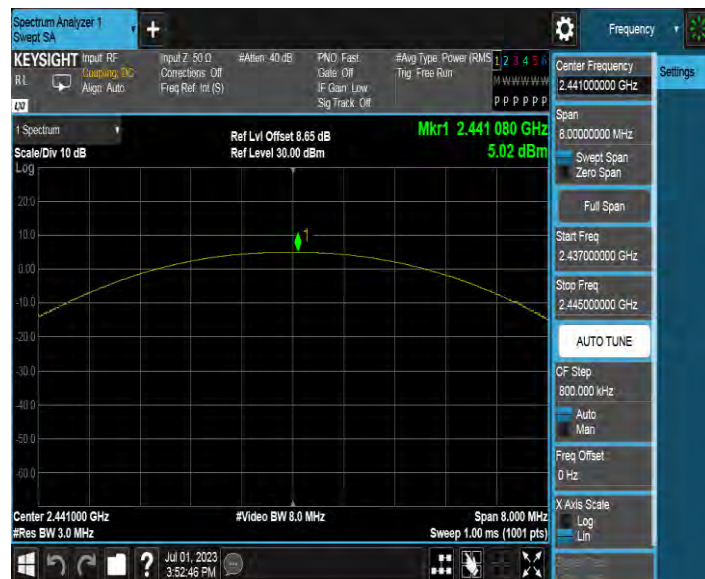 Spectrum Analyzer 1
Swept SA
+
Frequency
KEYSIGHT
RL
Input: RF
Coupling: DC
Align: Auto
Input Z: 50 Ω
Corrections: Off
Freq Ref: Int (S)
#Atten: 40 dB
PNO: Fast
Gate: Off
IF Gain: Low
Sig Track: Off
#Avg Type: Power (RMS
Trig: Free Run
1 2 3 4 5 6
M W W W W W
P P P P P P
1 Spectrum
Scale/Div 10 dB
Ref Lvl Offset 8.65 dB
Ref Level 30.00 dBm
Mkr1 2.441 080 GHz
5.02 dBm
Log
20.0
10.0
0.00
-10.0
-20.0
-30.0
-40.0
-50.0
-60.0
1
Center 2.441000 GHz
#Res BW 3.0 MHz
#Video BW 8.0 MHz
Span 8.000 MHz
Sweep 1.00 ms (1001 pts)
Center Frequency
2.441000000 GHz
Settings
Span
8.00000000 MHz
Swept Span
Zero Span
Full Span
Start Freq
2.437000000 GHz
Stop Freq
2.445000000 GHz
AUTO TUNE
CF Step
800.000 kHz
Auto
Man
Freq Offset
0 Hz
X Axis Scale
Log
Lin
?
Jul 01, 2023
3:52:46 PM